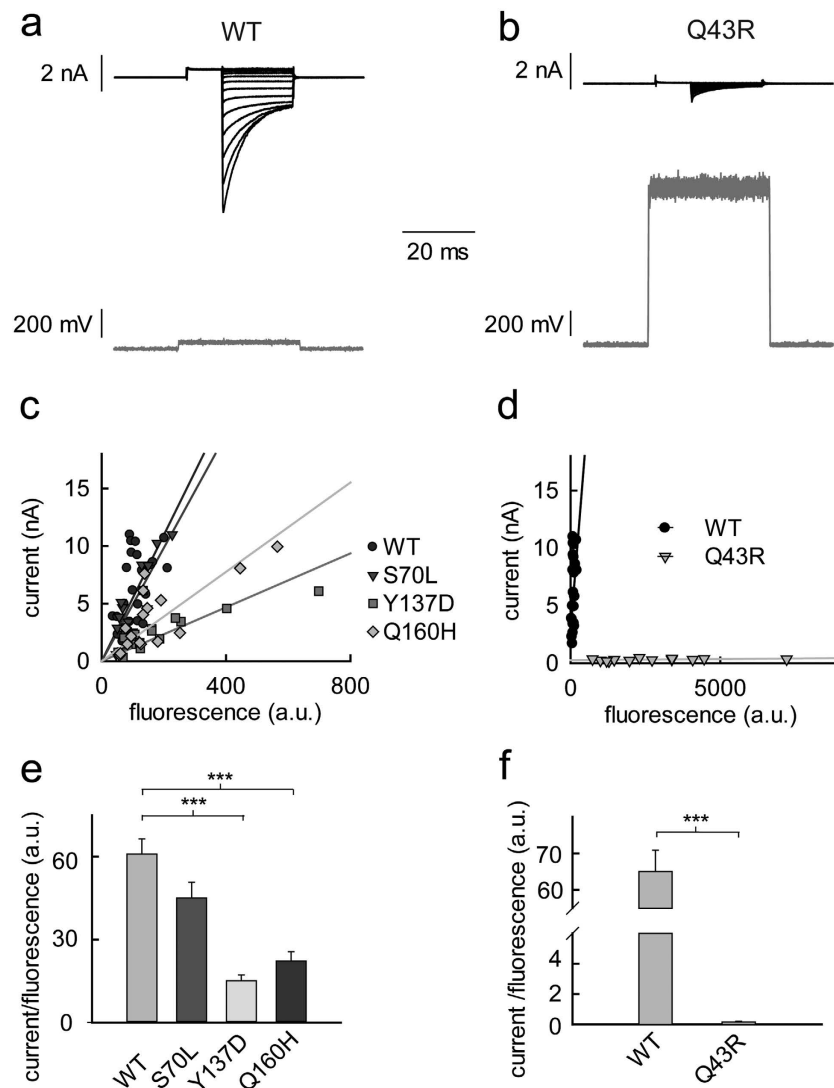 a
b
WT
Q43R
2 nA
2 nA
20 ms
200 mV
200 mV
c
d
15
10
5
0
current (nA)
0
400
800
fluorescence (a.u.)
WT
S70L
Y137D
Q160H
15
10
5
0
current (nA)
0
5000
fluorescence (a.u.)
WT
Q43R
e
f
***
***
60
30
0
current/fluorescence (a.u.)
WT
S70L
Y137D
Q160H
***
70
60
4
2
0
current /fluorescence (a.u.)
WT
Q43R